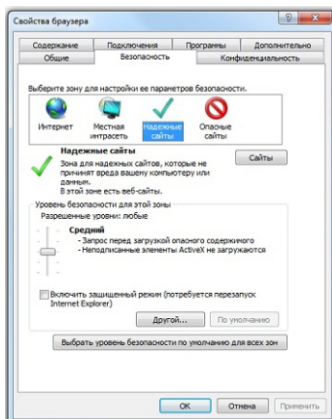 Свойства браузера
Содержание Подключения Программы Дополнительно
Общие Безопасность Конфиденциальность
Выберите зону для настройки ее параметров безопасности.
Интернет Местная интрасеть Надежные сайты Опасные сайты
Надежные сайты
Сайты
Зона для надежных сайтов, которые не
причинят вреда вашему компьютеру или
данным.
В этой зоне есть веб-сайты.
Уровень безопасности для этой зоны
Разрешенные уровни: любые
Средний
- Запрос перед загрузкой опасного содержимого
- Неподписанные элементы ActiveX не загружаются
Включить защищенный режим (потребуется перезапуск
Internet Explorer)
Другой... По умолчанию
Выбрать уровень безопасности по умолчанию для всех зон
OK Отмена Применить